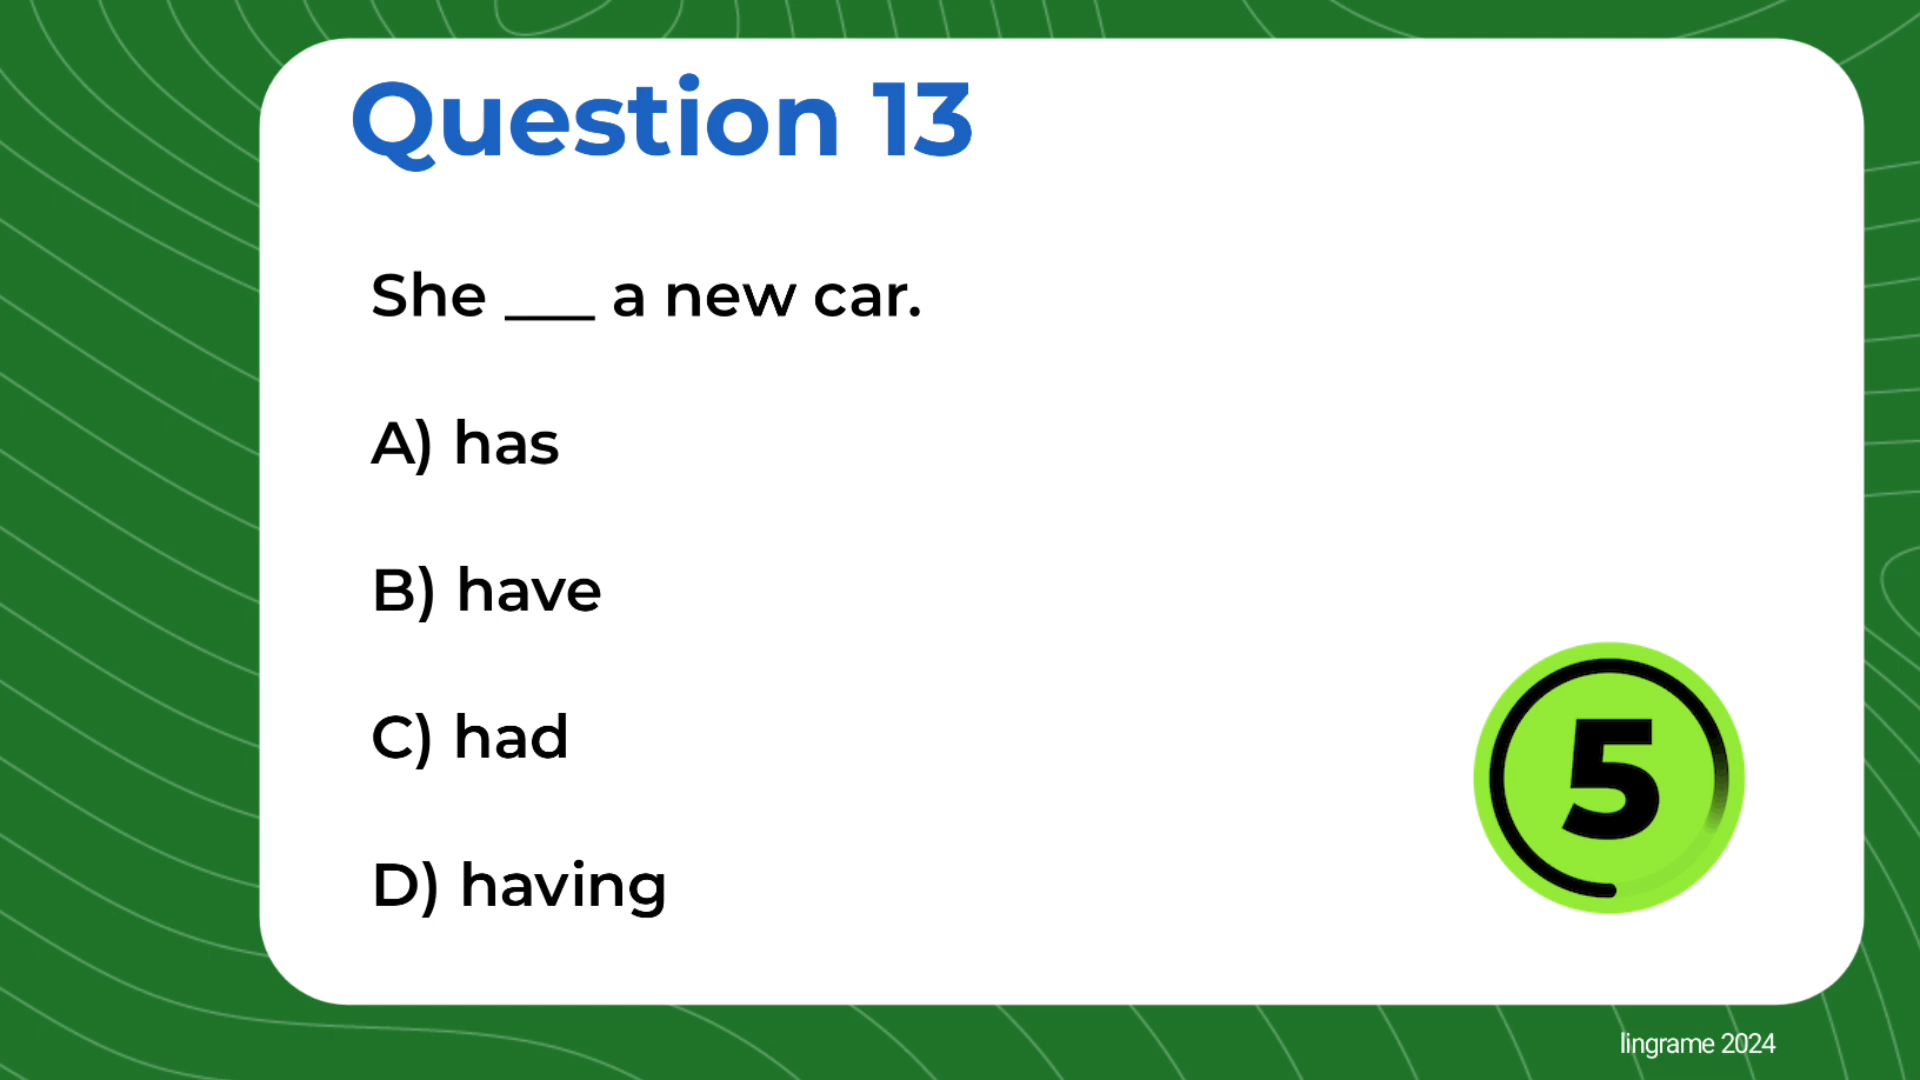 Question 13
She ___ a new car.
A) has
B) have
C) had
D) having
5
lingrame 2024